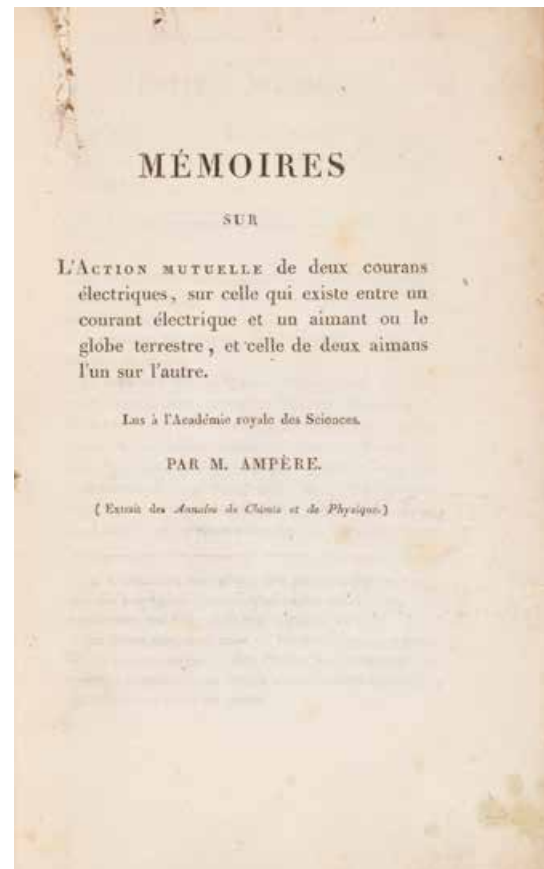 MÉMOIRES
SUR
L'ACTION MUTUELLE de deux courans
électriques, sur celle qui existe entre un
courant électrique et un aimant ou le
globe terrestre, et celle de deux aimans
l'un sur l'autre.
Lus à l'Académie royale des Sciences.
PAR M. AMPÈRE.
( Extrait des Annales de Chimie et de Physique. )